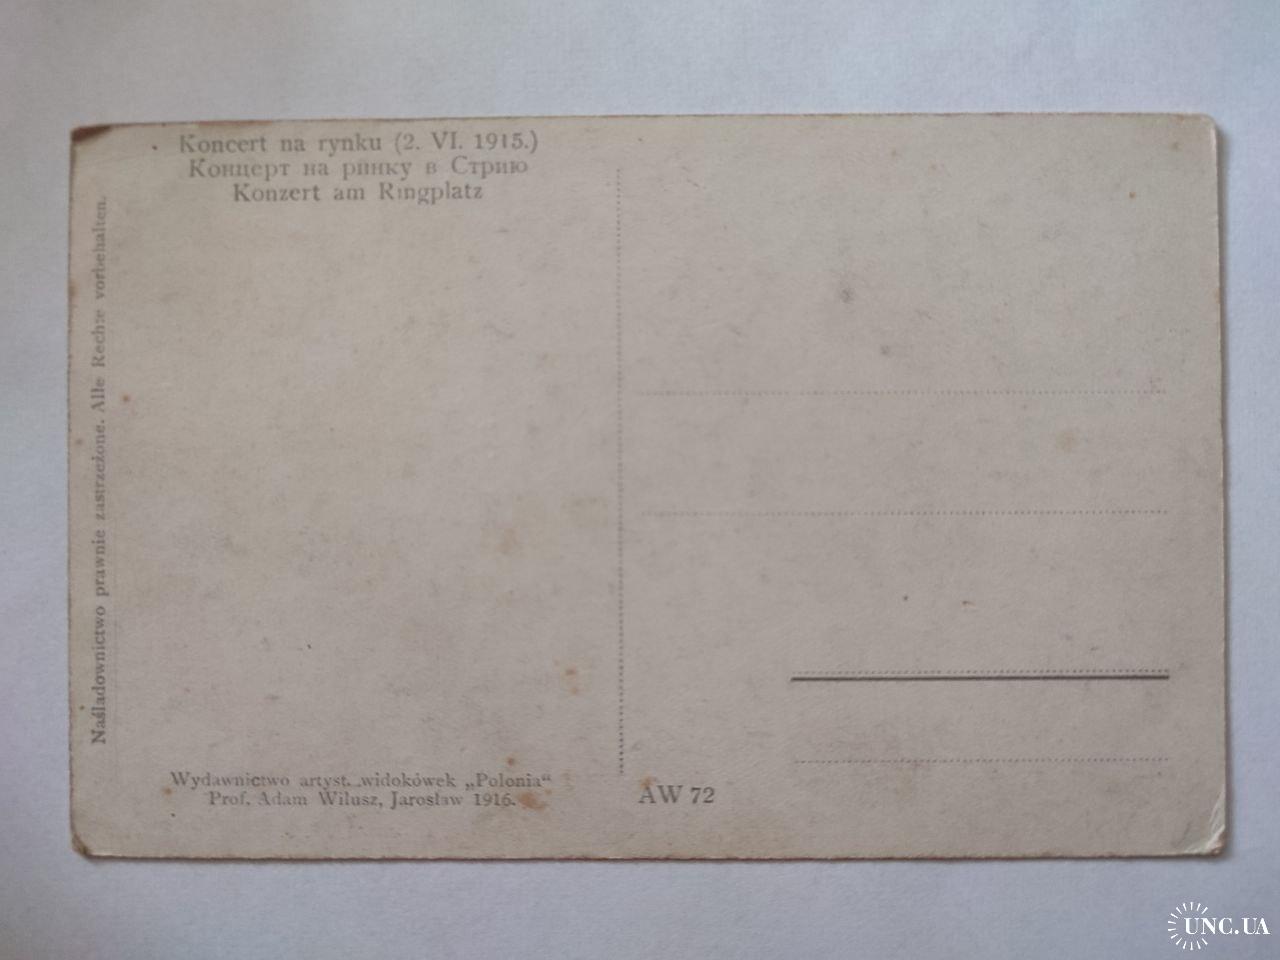 Koncert na rynku (2. VI. 1915.)
Концерт на ринку в Стрию
Konzert am Ringplatz
Naśladownictwo prawnie zastrzeżone. Alle Rechte vorbehalten.
Wydawnictwo artyst. widokówek „Polonia“
Prof. Adam Wilusz, Jarosław 1916.
AW 72
UNC.UA